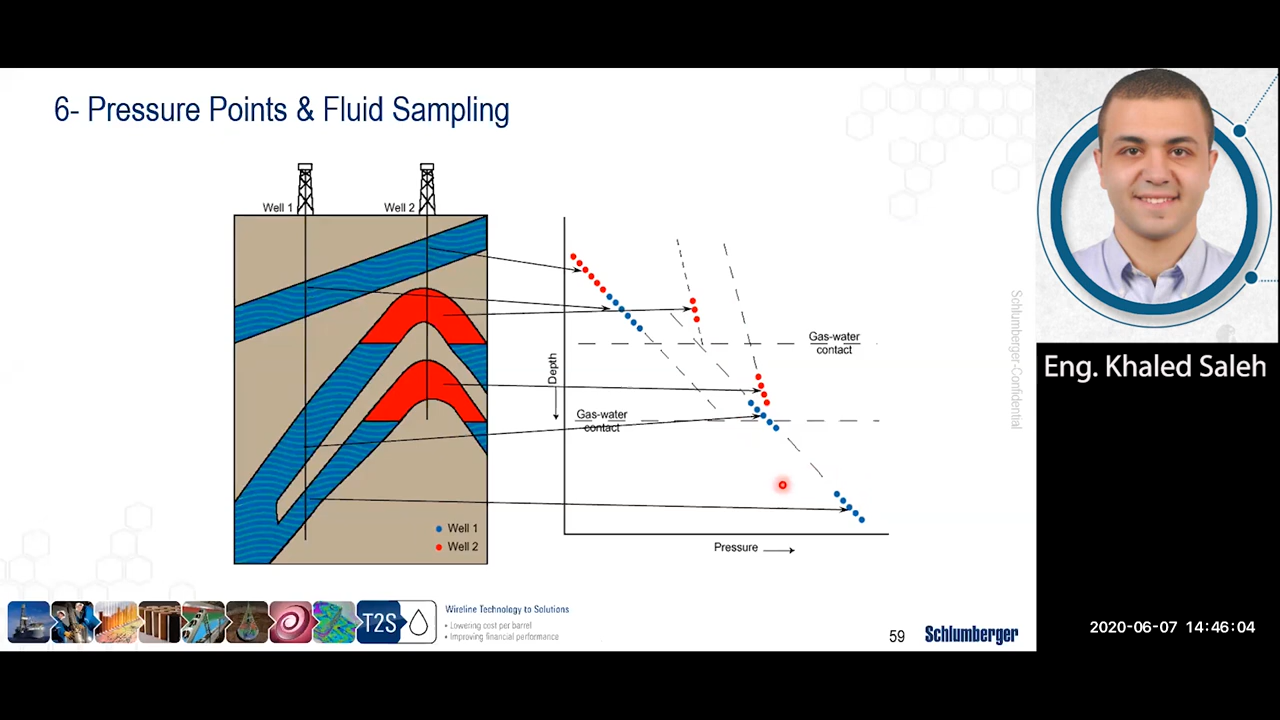 6- Pressure Points & Fluid Sampling
Well 1
Well 2
Gas-water
contact
Depth
Gas-water
contact
Well 1
Well 2
Pressure
Schlumberger-Confidential
Eng. Khaled Saleh
T2S
Wireline Technology to Solutions
• Lowering cost per barrel
• Improving financial performance
59
Schlumberger
2020-06-07 14:46:04